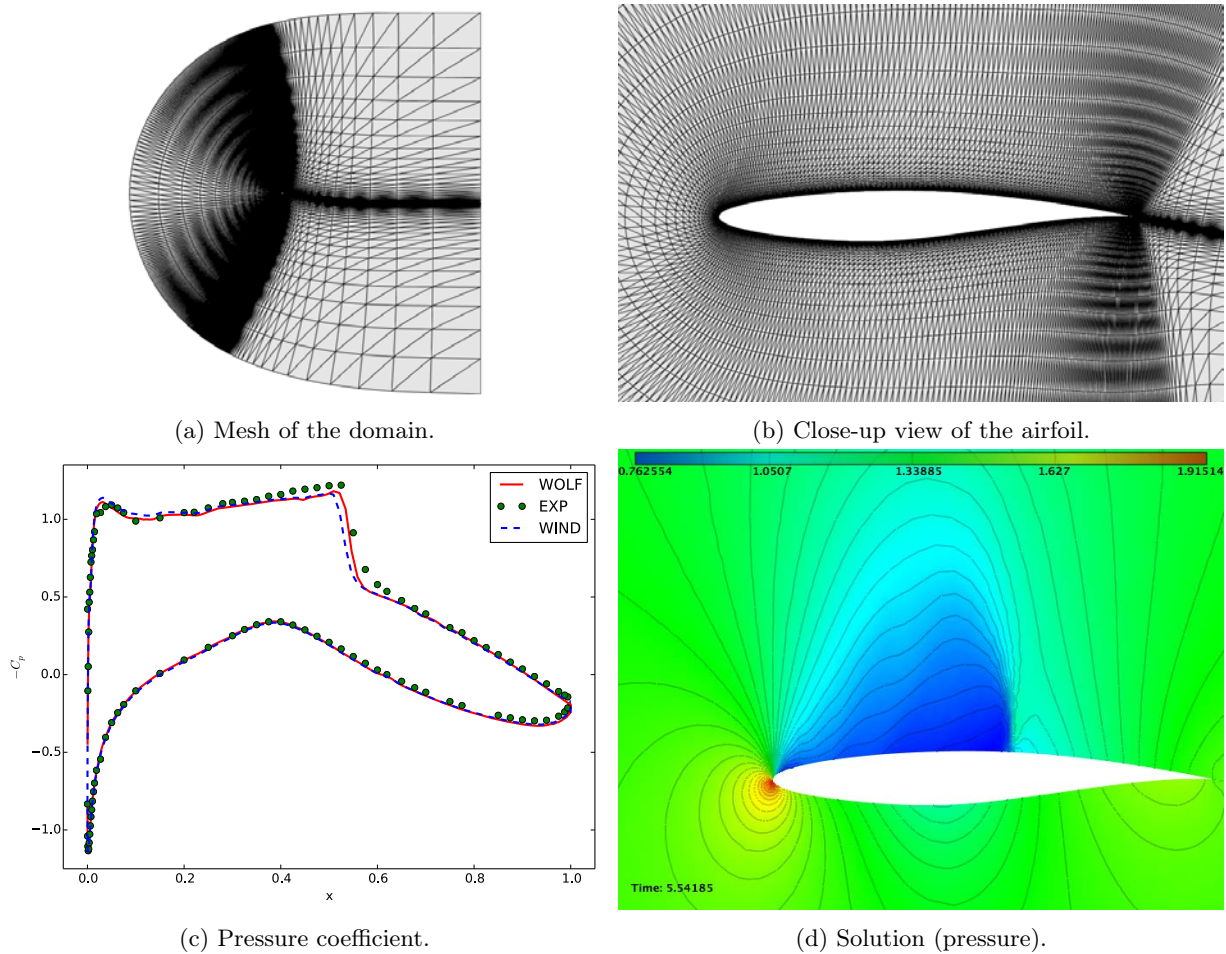 (a) Mesh of the domain.
(b) Close-up view of the airfoil.
WOLF
EXP
WIND
1.0
0.5
0.0
−0.5
−1.0
−C_p
0.0 0.2 0.4 0.6 0.8 1.0
x
0.762554 1.0507 1.33885 1.627 1.91514
Time: 5.54185
(c) Pressure coefficient.
(d) Solution (pressure).